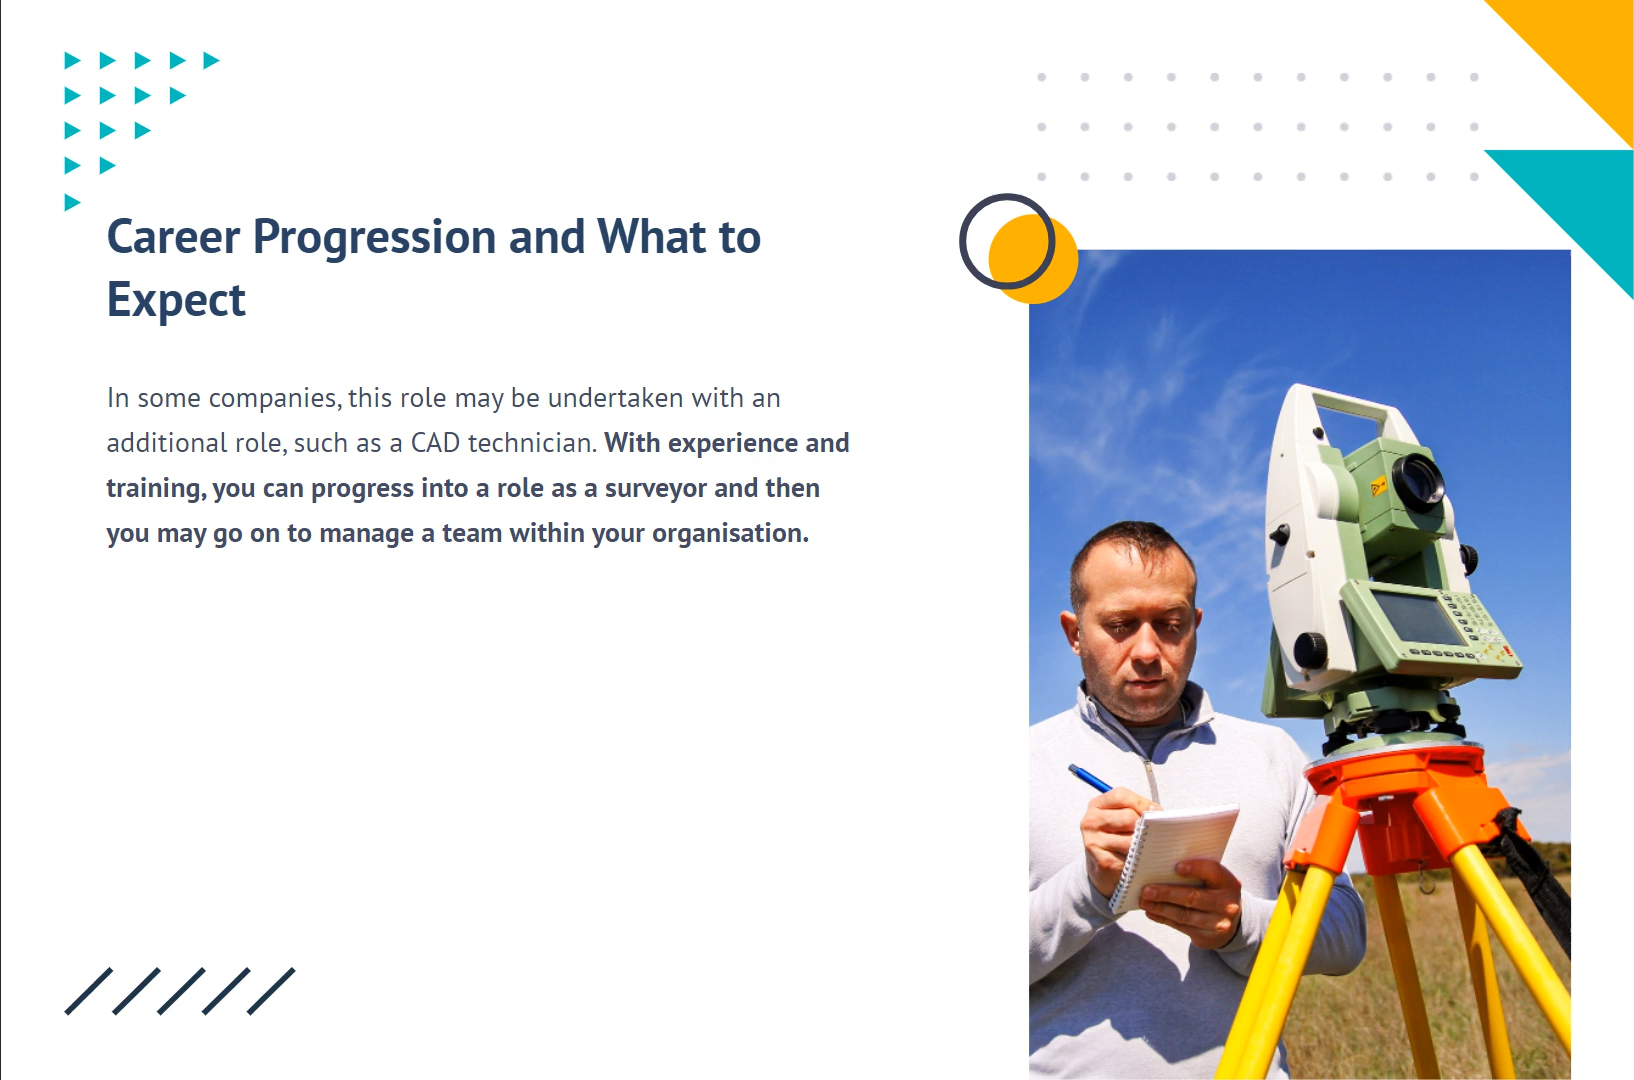 Career Progression and What to
Expect
In some companies, this role may be undertaken with an
additional role, such as a CAD technician. With experience and
training, you can progress into a role as a surveyor and then
you may go on to manage a team within your organisation.